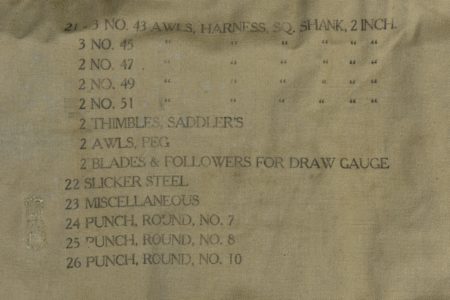 21 - 3 NO. 43 AWLS, HARNESS, SQ. SHANK, 2 INCH.
3 NO. 45 " " " " " "
2 NO. 47 " " " " " "
2 NO. 49 " " " " " "
2 NO. 51 " " " " " "
2 THIMBLES, SADDLER'S
2 AWLS, PEG
2 BLADES & FOLLOWERS FOR DRAW GAUGE
22 SLICKER STEEL
23 MISCELLANEOUS
24 PUNCH, ROUND, NO. 7
25 PUNCH, ROUND, NO. 8
26 PUNCH, ROUND, NO. 10